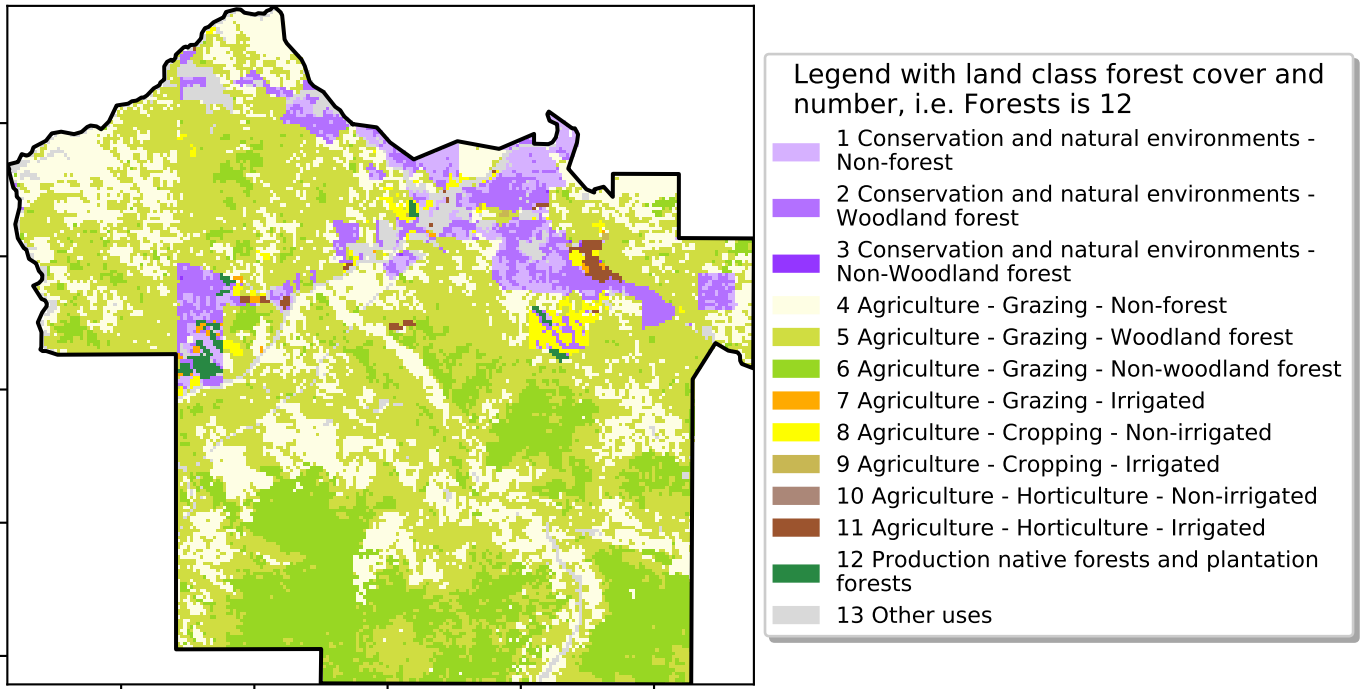 Legend with land class forest cover and
number, i.e. Forests is 12
1 Conservation and natural environments -
Non-forest
2 Conservation and natural environments -
Woodland forest
3 Conservation and natural environments -
Non-Woodland forest
4 Agriculture - Grazing - Non-forest
5 Agriculture - Grazing - Woodland forest
6 Agriculture - Grazing - Non-woodland forest
7 Agriculture - Grazing - Irrigated
8 Agriculture - Cropping - Non-irrigated
9 Agriculture - Cropping - Irrigated
10 Agriculture - Horticulture - Non-irrigated
11 Agriculture - Horticulture - Irrigated
12 Production native forests and plantation
forests
13 Other uses